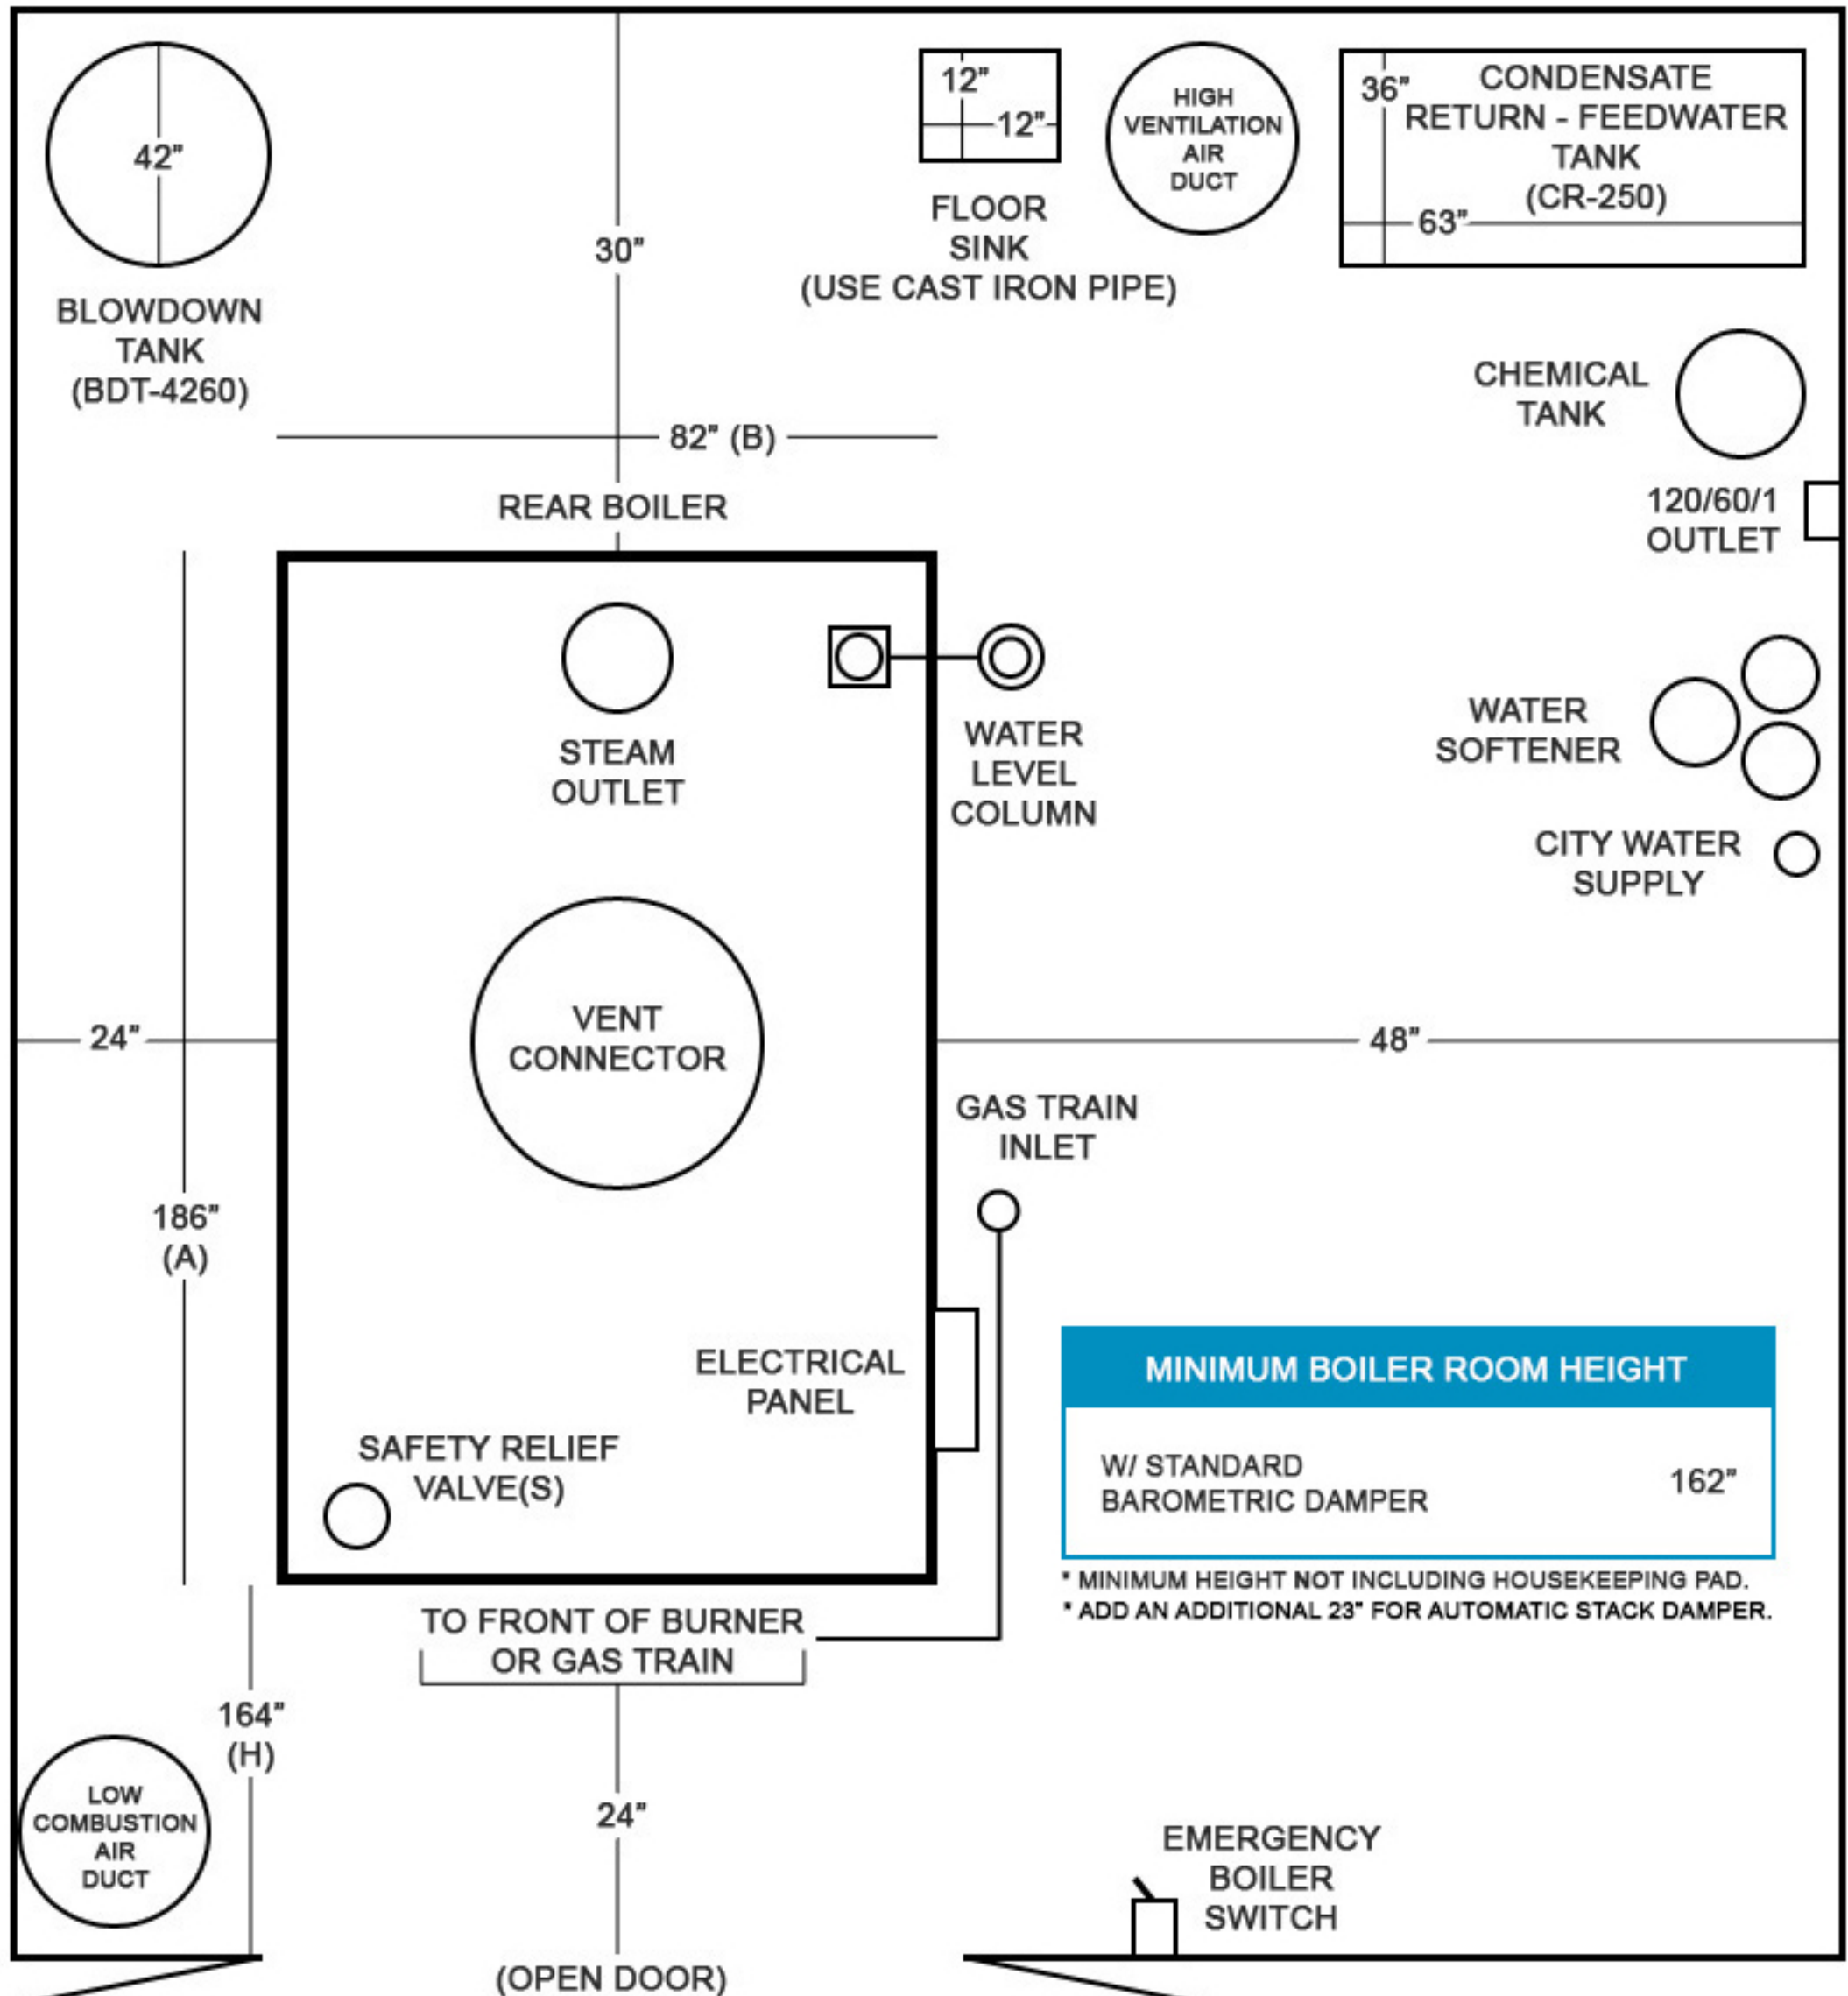 42”
BLOWDOWN
TANK
(BDT-4260)
30”
12”
12”
FLOOR
SINK
(USE CAST IRON PIPE)
HIGH
VENTILATION
AIR
DUCT
36”
CONDENSATE
RETURN - FEEDWATER
TANK
(CR-250)
63”
CHEMICAL
TANK
82” (B)
REAR BOILER
120/60/1
OUTLET
STEAM
OUTLET
WATER
LEVEL
COLUMN
WATER
SOFTENER
CITY WATER
SUPPLY
24”
VENT
CONNECTOR
48”
GAS TRAIN
INLET
186”
(A)
ELECTRICAL
PANEL
SAFETY RELIEF
VALVE(S)
MINIMUM BOILER ROOM HEIGHT
W/ STANDARD
BAROMETRIC DAMPER
162”
* MINIMUM HEIGHT NOT INCLUDING HOUSEKEEPING PAD.
* ADD AN ADDITIONAL 23" FOR AUTOMATIC STACK DAMPER.
TO FRONT OF BURNER
OR GAS TRAIN
164”
(H)
LOW
COMBUSTION
AIR
DUCT
24”
EMERGENCY
BOILER
SWITCH
(OPEN DOOR)